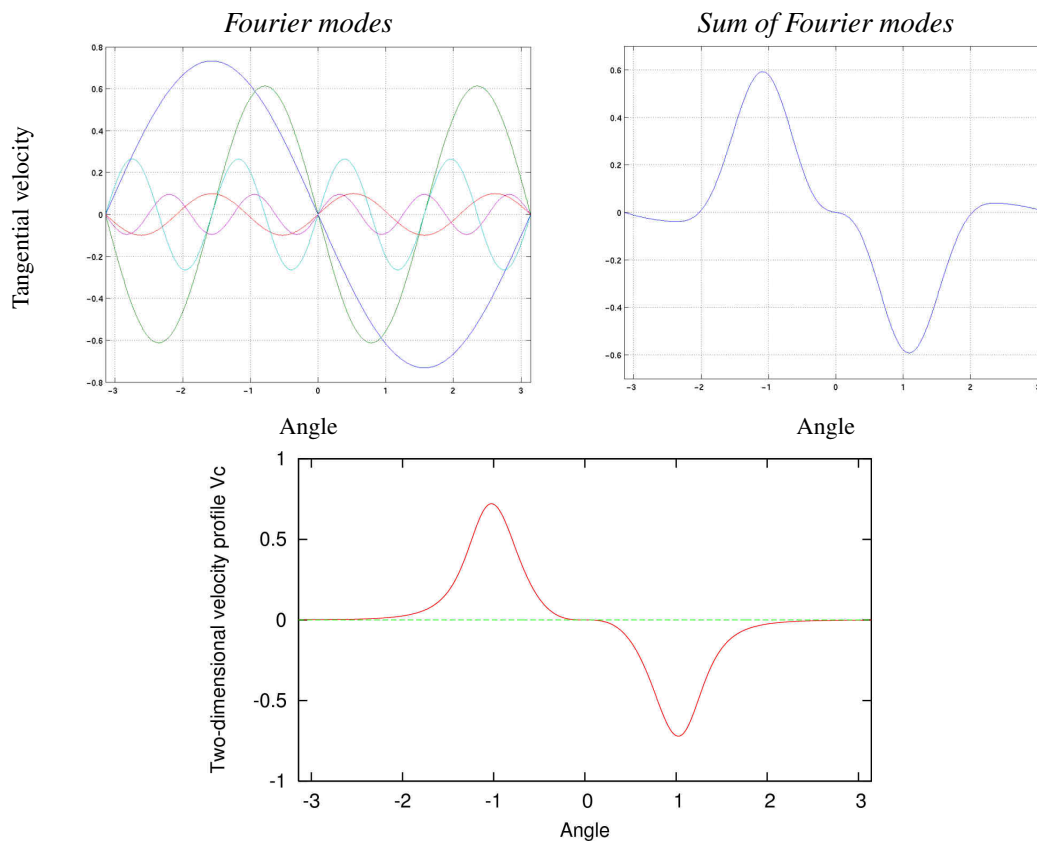 Fourier modes
Sum of Fourier modes
Tangential velocity
0.8
0.6
0.4
0.2
0
−0.2
−0.4
−0.6
−0.8
−3 −2 −1 0 1 2 3
0.6
0.4
0.2
0
−0.2
−0.4
−0.6
−3 −2 −1 0 1 2 3
Angle
Angle
Two-dimensional velocity profile Vc
1
0.5
0
-0.5
-1
-3 -2 -1 0 1 2 3
Angle